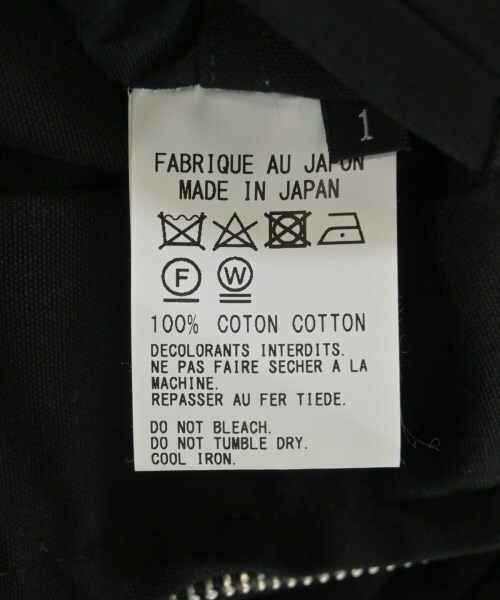 1
FABRIQUE AU JAPON
MADE IN JAPAN
F W
100% COTON COTTON
DECOLORANTS INTERDITS.
NE PAS FAIRE SECHER A LA
MACHINE.
REPASSER AU FER TIEDE.
DO NOT BLEACH.
DO NOT TUMBLE DRY.
COOL IRON.